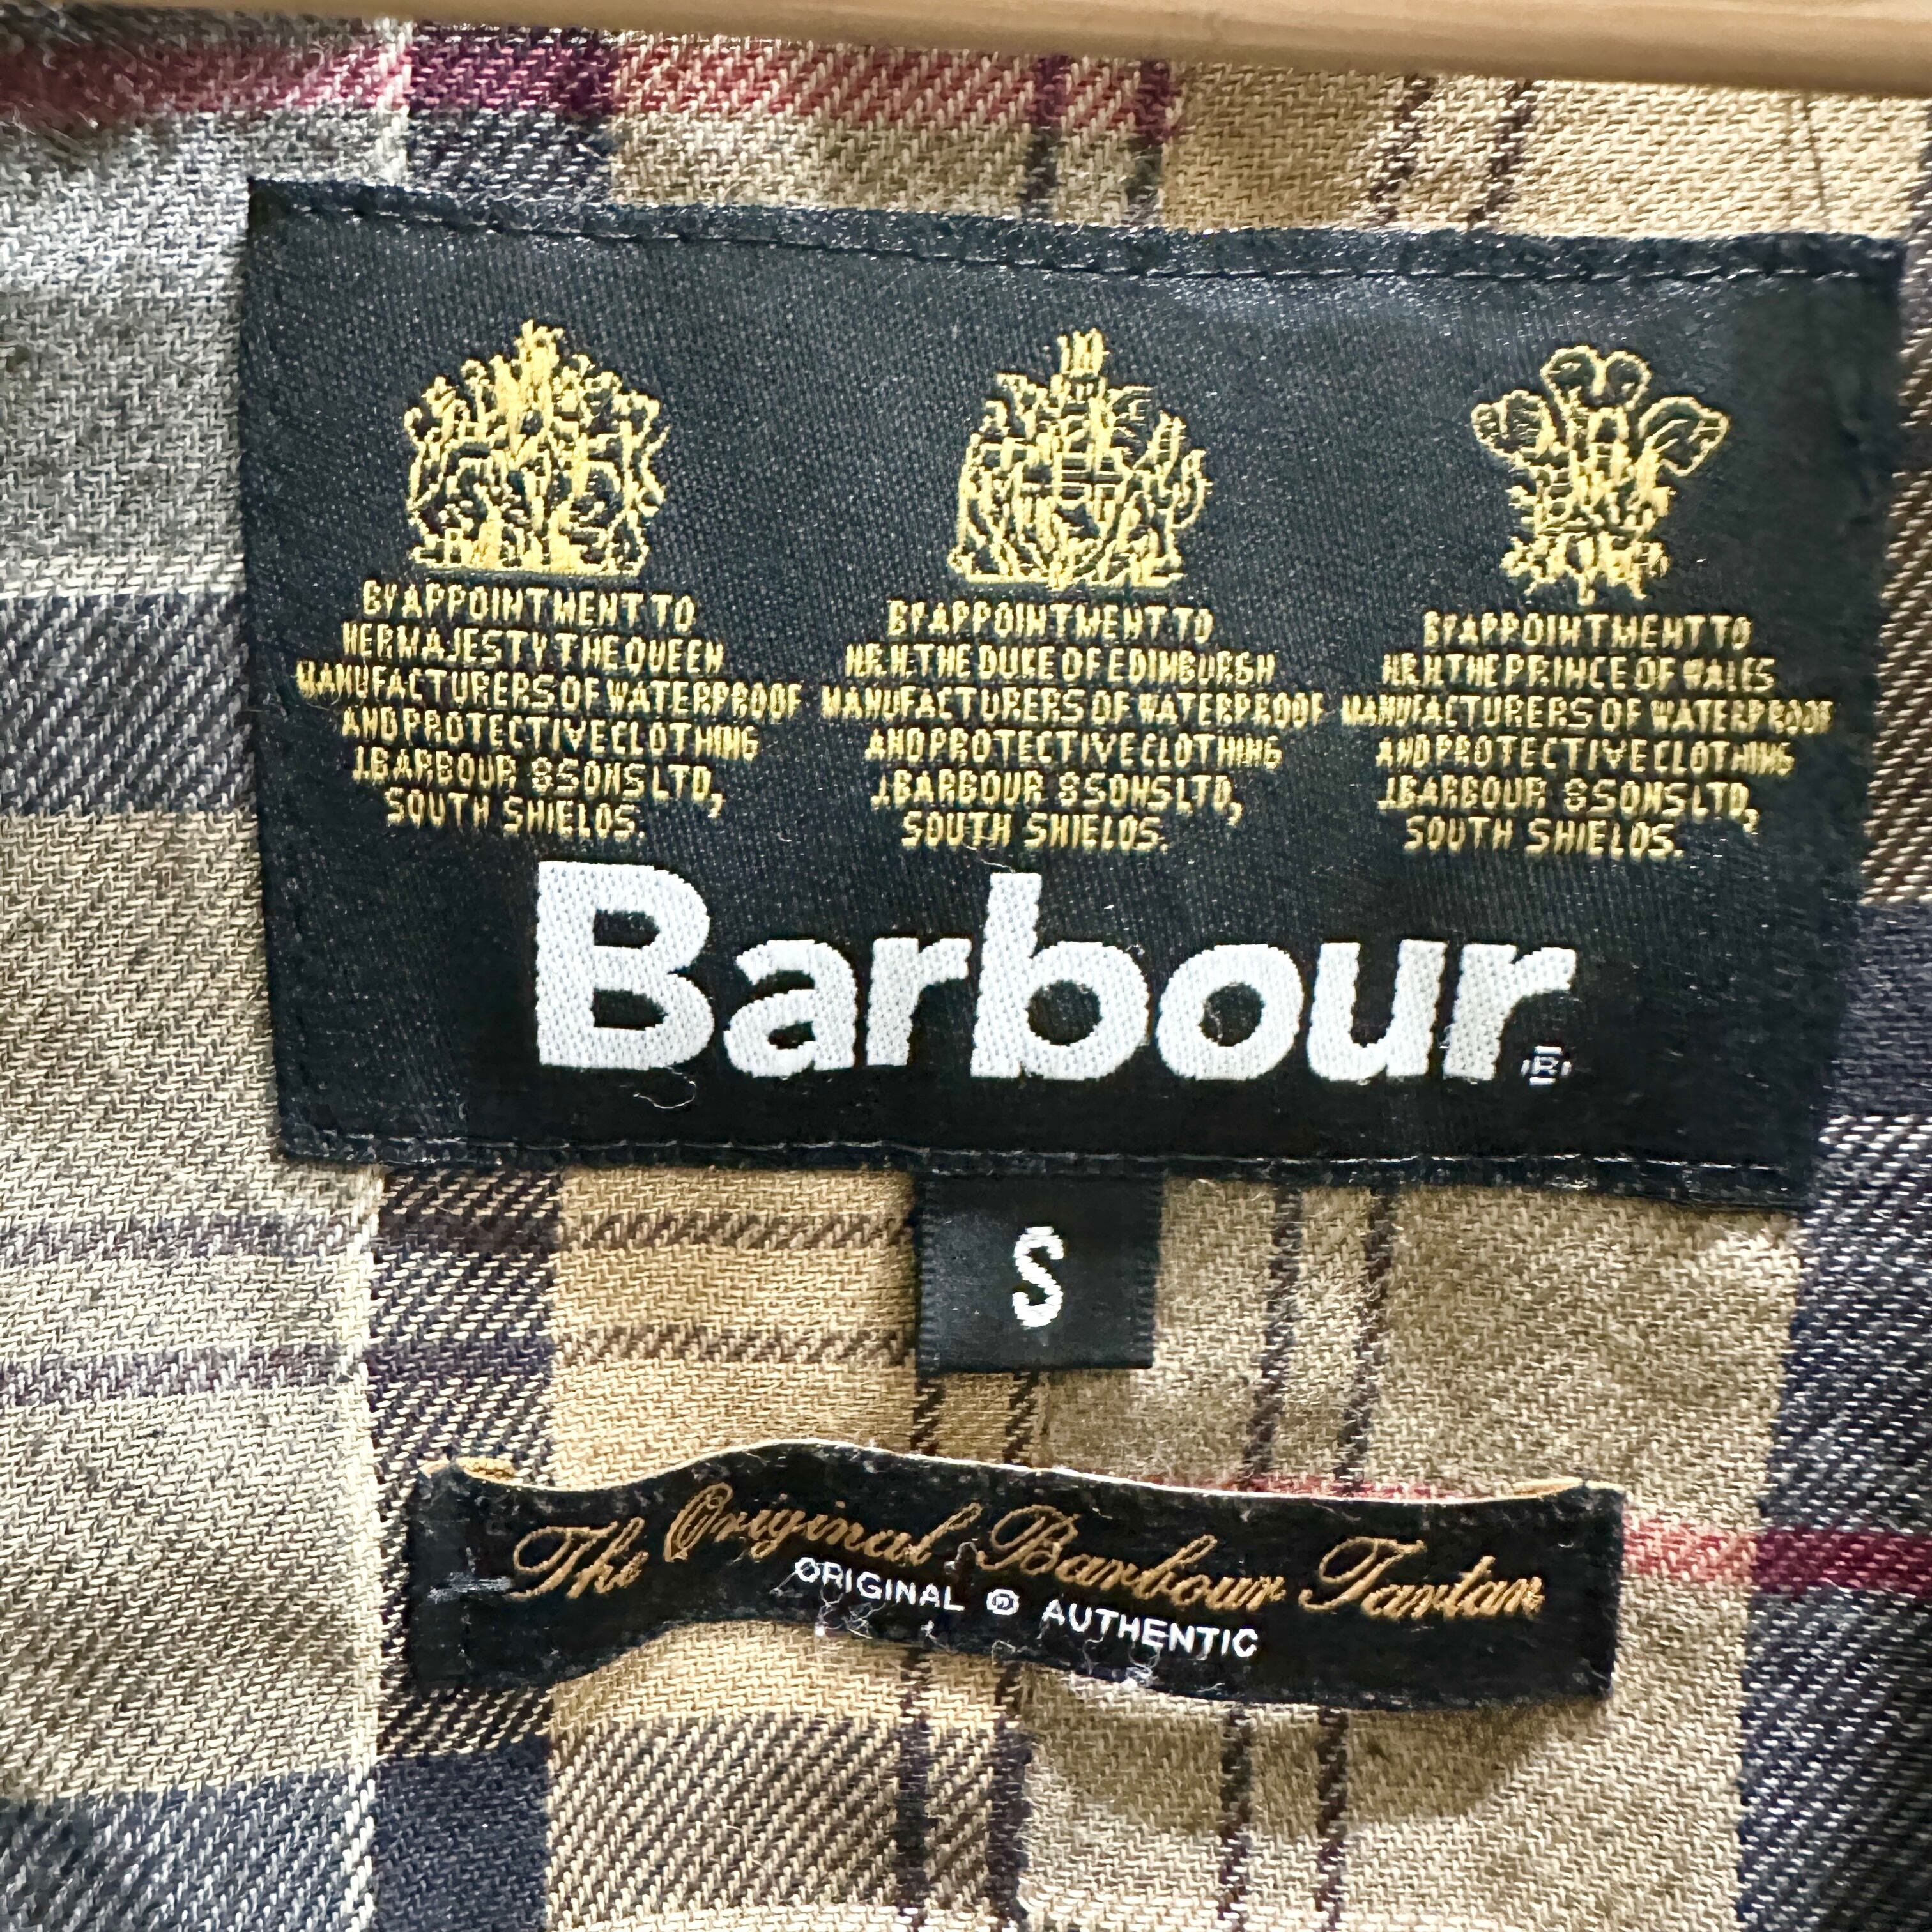 BY APPOINTMENT TO
HER MAJESTY THE QUEEN
MANUFACTURERS OF WATERPROOF
AND PROTECTIVE CLOTHING
J. BARBOUR & SONS LTD,
SOUTH SHIELDS.
BY APPOINTMENT TO
H.R.H. THE DUKE OF EDINBURGH
MANUFACTURERS OF WATERPROOF
AND PROTECTIVE CLOTHING
J. BARBOUR & SONS LTD,
SOUTH SHIELDS.
BY APPOINTMENT TO
H.R.H. THE PRINCE OF WALES
MANUFACTURERS OF WATERPROOF
AND PROTECTIVE CLOTHING
J. BARBOUR & SONS LTD,
SOUTH SHIELDS.
Barbour®
S
The Original Barbour Tartan
ORIGINAL ® AUTHENTIC